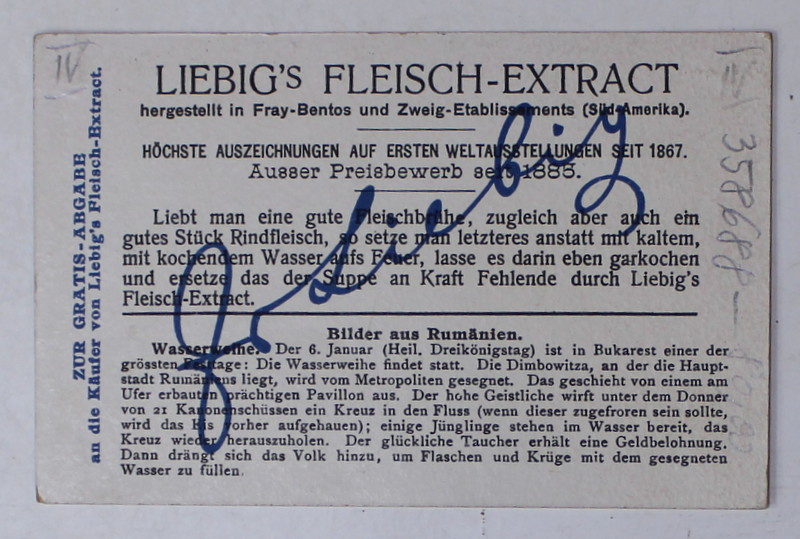 LIEBIG'S FLEISCH-EXTRACT
hergestellt in Fray-Bentos und Zweig-Etablissements (Süd-Amerika).
HÖCHSTE AUSZEICHNUNGEN AUF ERSTEN WELTAUSSTELLUNGEN SEIT 1867.
Ausser Preisbewerb seit 1885.
Liebt man eine gute Fleischbrühe, zugleich aber auch ein
gutes Stück Rindfleisch, so setze man letzteres anstatt mit kaltem,
mit kochendem Wasser aufs Feuer, lasse es darin eben garkochen
und ersetze das der Suppe an Kraft Fehlende durch Liebig's
Fleisch-Extract.
Bilder aus Rumänien.
Wasserweihe. Der 6. Januar (Heil. Dreikönigstag) ist in Bukarest einer der
grössten Festtage: Die Wasserweihe findet statt. Die Dimbowitza, an der die Haupt-
stadt Rumäniens liegt, wird vom Metropoliten gesegnet. Das geschieht von einem am
Ufer erbauten prächtigen Pavillon aus. Der hohe Geistliche wirft unter dem Donner
von 21 Kanonenschüssen ein Kreuz in den Fluss (wenn dieser zugefroren sein sollte,
wird das Eis vorher aufgehauen); einige Jünglinge stehen im Wasser bereit, das
Kreuz wieder herauszuholen. Der glückliche Taucher erhält eine Geldbelohnung.
Dann drängt sich das Volk hinzu, um Flaschen und Krüge mit dem gesegneten
Wasser zu füllen.
ZUR GRATIS-ABGABE
an die Käufer von Liebig's Fleisch-Extract.
J v Liebig
IV
IV
358688